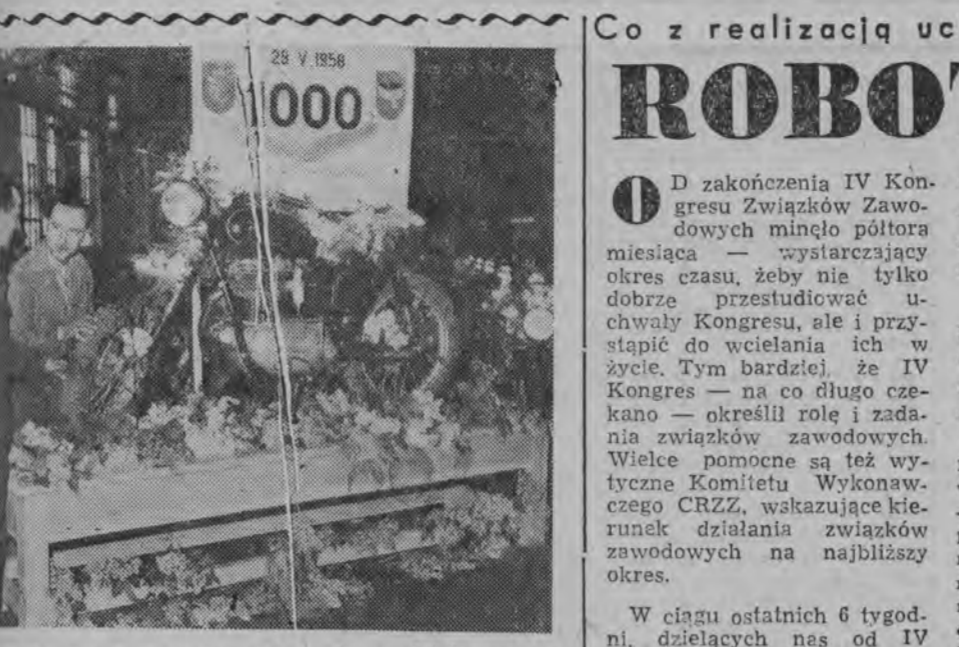 29 V.1958
000
Co z realizacją uc
ROBOT
OD zakończenia IV Kon-
gresu Związków Zawo-
dowych minęło półtora
miesiąca — wystarczający
okres czasu, żeby nie tylko
dobrze przestudiować u-
chwały Kongresu, ale i przy-
stąpić do wcielania ich w
życie. Tym bardziej, że IV
Kongres — na co długo cze-
kano — określił rolę i zada-
nia związków zawodowych.
Wielce pomocne są też wy-
tyczne Komitetu Wykonaw-
czego CRZZ, wskazujące kie-
runek działania związków
zawodowych na najbliższy
okres.
W ciągu ostatnich 6 tygod-
ni, dzielących nas od IV